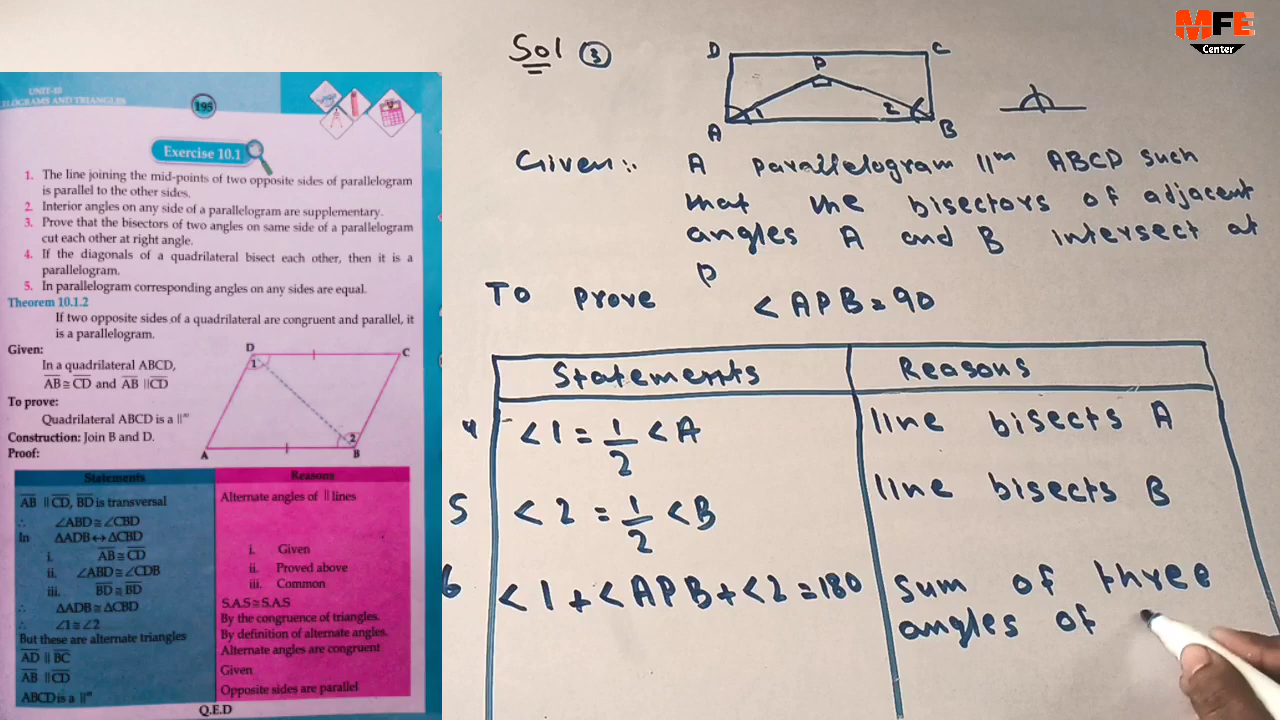 MFE
Center
UNIT-10
ELOGRAMS AND TRIANGLES
195
Exercise 10.1
1. The line joining the mid-points of two opposite sides of parallelogram
is parallel to the other sides.
2. Interior angles on any side of a parallelogram are supplementary.
3. Prove that the bisectors of two angles on same side of a parallelogram
cut each other at right angle.
4. If the diagonals of a quadrilateral bisect each other, then it is a
parallelogram.
5. In parallelogram corresponding angles on any sides are equal.
Theorem 10.1.2
If two opposite sides of a quadrilateral are congruent and parallel, it
is a parallelogram.
Given:
In a quadrilateral ABCD,
AB ≅ CD and AB ||CD
To prove:
Quadrilateral ABCD is a ||m
Construction: Join B and D.
Proof:
D
C
1
2
A
B
Statements Reasons
AB || CD, BD is transversal Alternate angles of || lines
∴ ∠ABD ≅ ∠CBD
In ΔADB ↔ ΔCBD
i. AB ≅ CD i. Given
ii. ∠ABD ≅ ∠CDB ii. Proved above
iii. BD ≅ BD iii. Common
∴ ΔADB ≅ ΔCBD S.A.S ≅ S.A.S
∴ ∠1 ≅ ∠2 By the congruence of triangles.
But these are alternate triangles By definition of alternate angles.
AD || BC Alternate angles are congruent
AB || CD Given
ABCD is a ||m Opposite sides are parallel
Q.E.D
Sol 3
D
C
P
1
2
A
B
Given:- A parallelogram ||m ABCD such
that the bisectors of adjacent
angles A and B intersect at
P
To prove <APB=90
Statements Reasons
4 <1 = 1/2 <A line bisects A
5 <2 = 1/2 <B line bisects B
6 <1 + <APB + <2 = 180 Sum of three
angles of